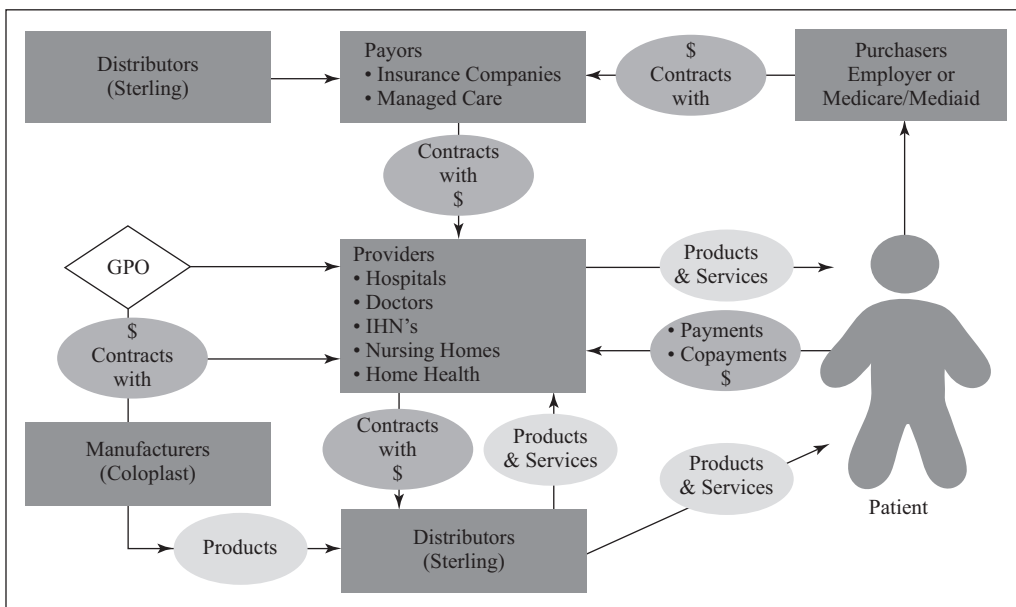 Distributors
(Sterling)
Payors
• Insurance Companies
• Managed Care
$
Contracts
with
Purchasers
Employer or
Medicare/Mediaid
Contracts
with
$
GPO
Providers
• Hospitals
• Doctors
• IHN's
• Nursing Homes
• Home Health
Products
& Services
$
Contracts
with
• Payments
• Copayments
$
Manufacturers
(Coloplast)
Contracts
with
$
Products
& Services
Products
& Services
Patient
Products
Distributors
(Sterling)